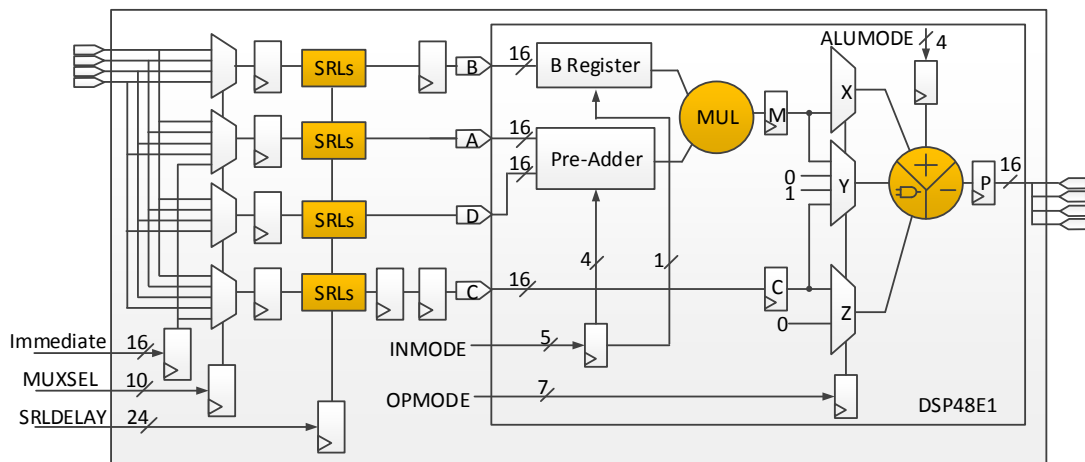 ALUMODE 4
B 16 B Register X
SRLs
MUL M
A 16 Pre-Adder
SRLs
16 0 1 Y P 16
D
SRLs
4 1
C 16 C
SRLs
Z
0
Immediate 16
INMODE 5
MUXSEL 10
OPMODE 7
SRLDELAY 24
DSP48E1